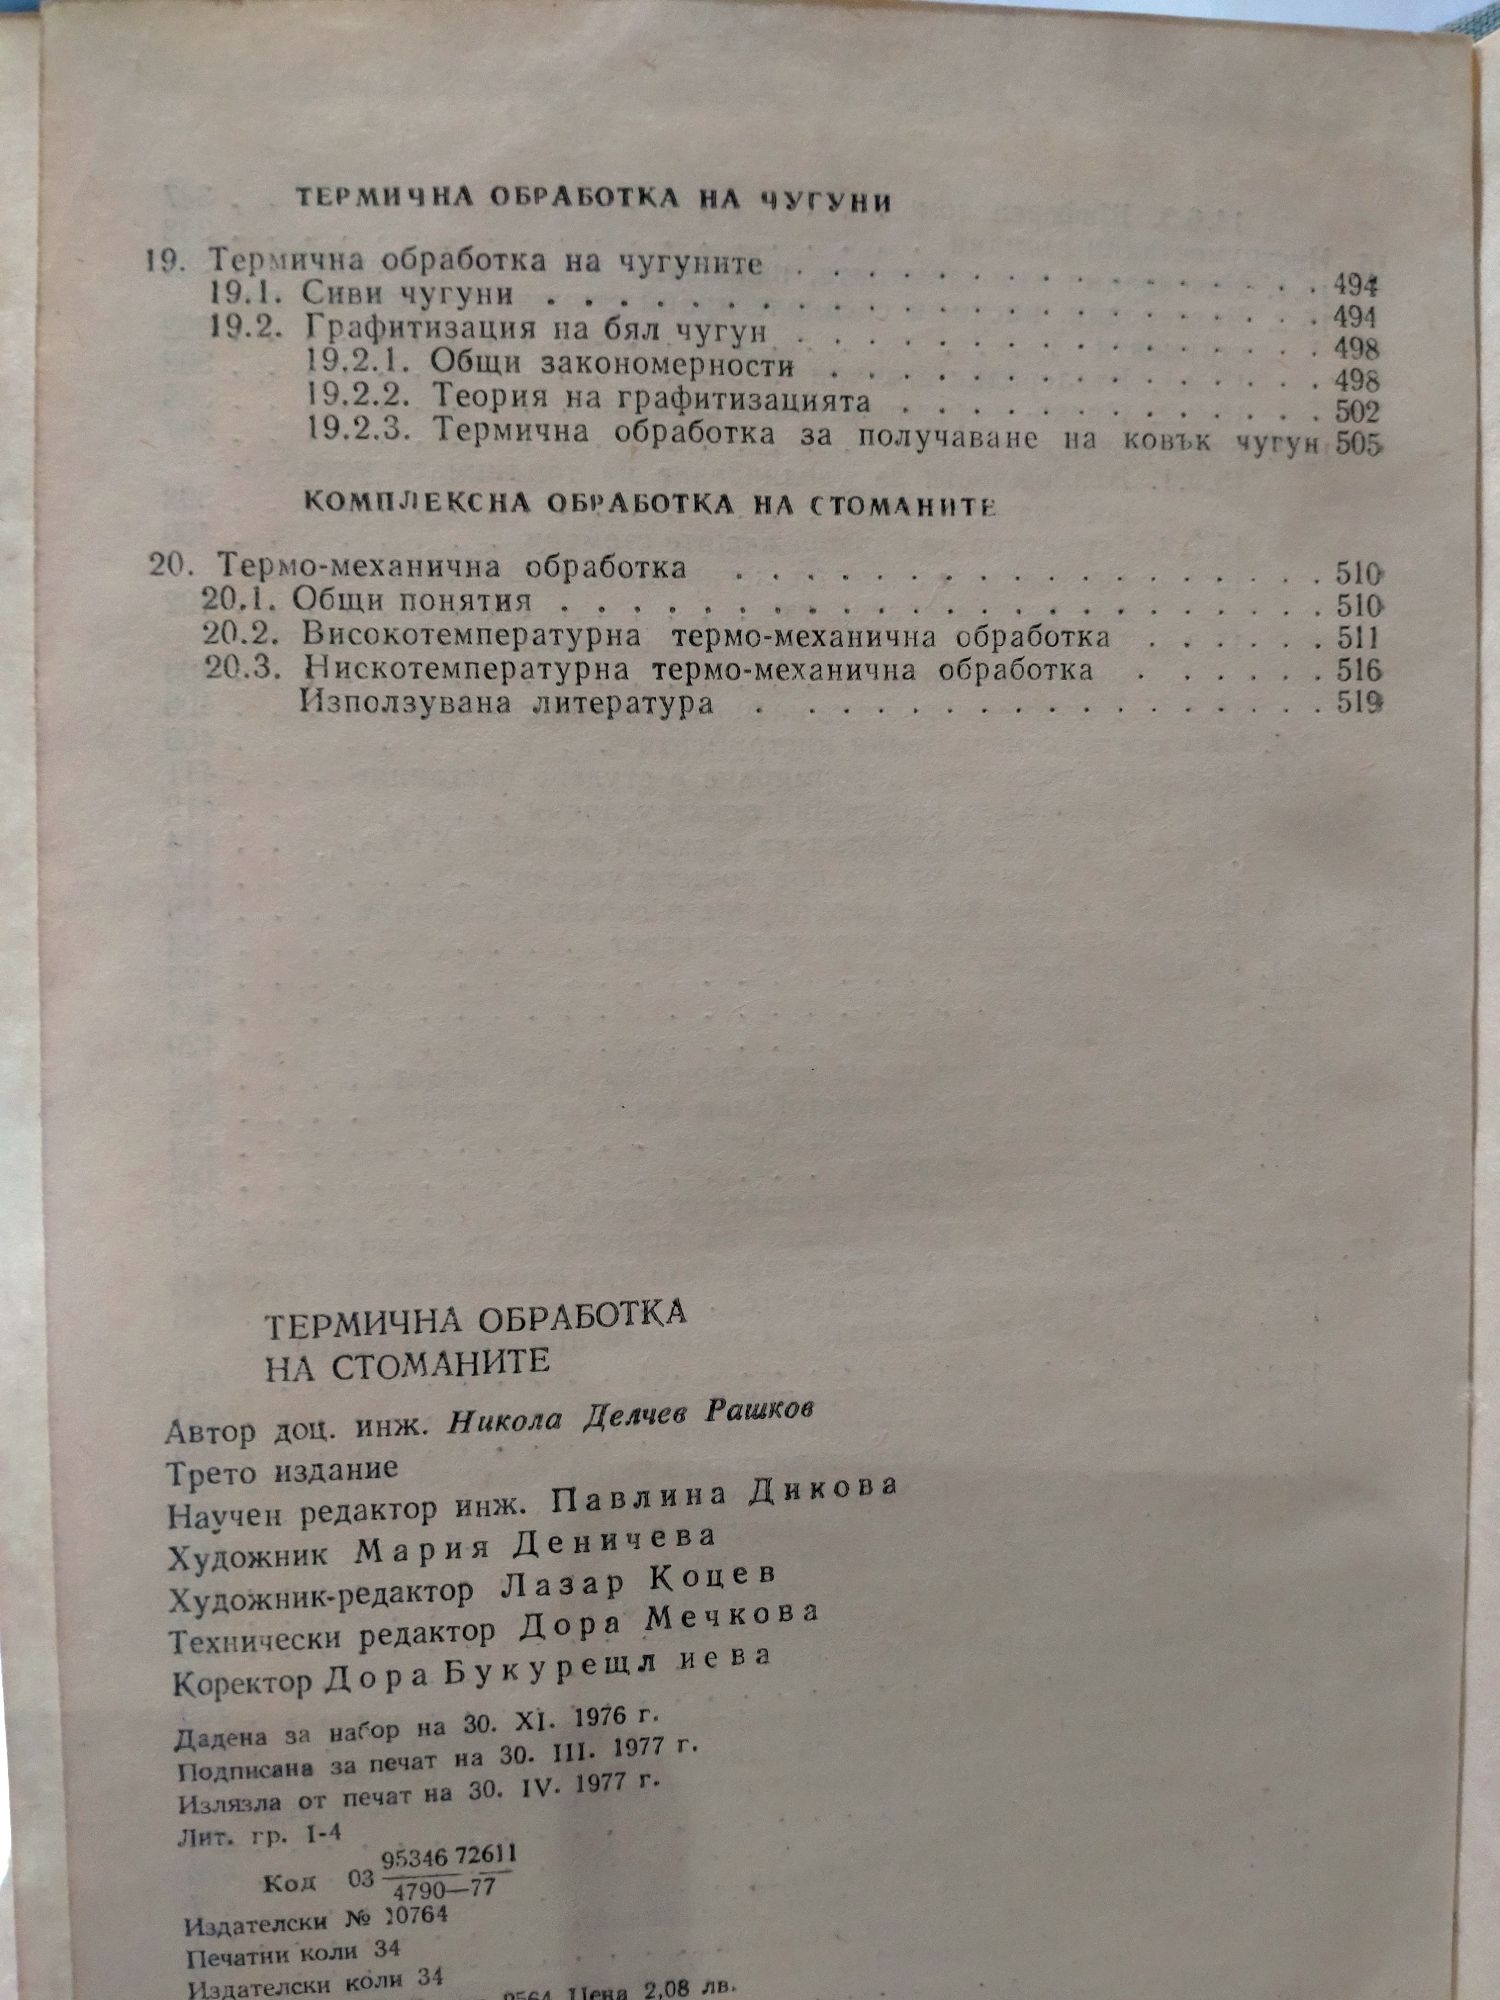 ТЕРМИЧНА ОБРАБОТКА НА ЧУГУНИ
19. Термична обработка на чугуните . . . . . . . . . . . . . . . 494
19.1. Сиви чугуни . . . . . . . . . . . . . . . . . . . . . . 494
19.2. Графитизация на бял чугун . . . . . . . . . . . . . . . 498
19.2.1. Общи закономерности . . . . . . . . . . . . . . 498
19.2.2. Теория на графитизацията . . . . . . . . . . . . 502
19.2.3. Термична обработка за получаване на ковък чугун 505
КОМПЛЕКСНА ОБРАБОТКА НА СТОМАНИТЕ
20. Термо-механична обработка . . . . . . . . . . . . . . . . . . 510
20.1. Общи понятия . . . . . . . . . . . . . . . . . . . . . 510
20.2. Високотемпературна термо-механична обработка . . . . . . 511
20.3. Нискотемпературна термо-механична обработка . . . . . . 516
Използувана литература . . . . . . . . . . . . . . . . . 519
ТЕРМИЧНА ОБРАБОТКА
НА СТОМАНИТЕ
Автор доц. инж. Никола Делчев Рашков
Трето издание
Научен редактор инж. Павлина Дикова
Художник Мария Деничева
Художник-редактор Лазар Коцев
Технически редактор Дора Мечкова
Коректор Дора Букурещлиева
Дадена за набор на 30. XI. 1976 г.
Подписана за печат на 30. III. 1977 г.
Излязла от печат на 30. IV. 1977 г.
Лит. гр. I-4
Код 03 95346 72611
4790—77
Издателски № 10764
Печатни коли 34
Издателски коли 34
9564 Цена 2,08 лв.